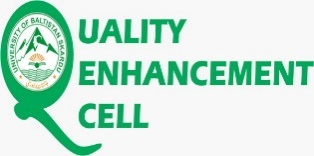 QUALITY
ENHANCEMENT
CELL
UNIVERSITY OF BALTISTAN SKARDU